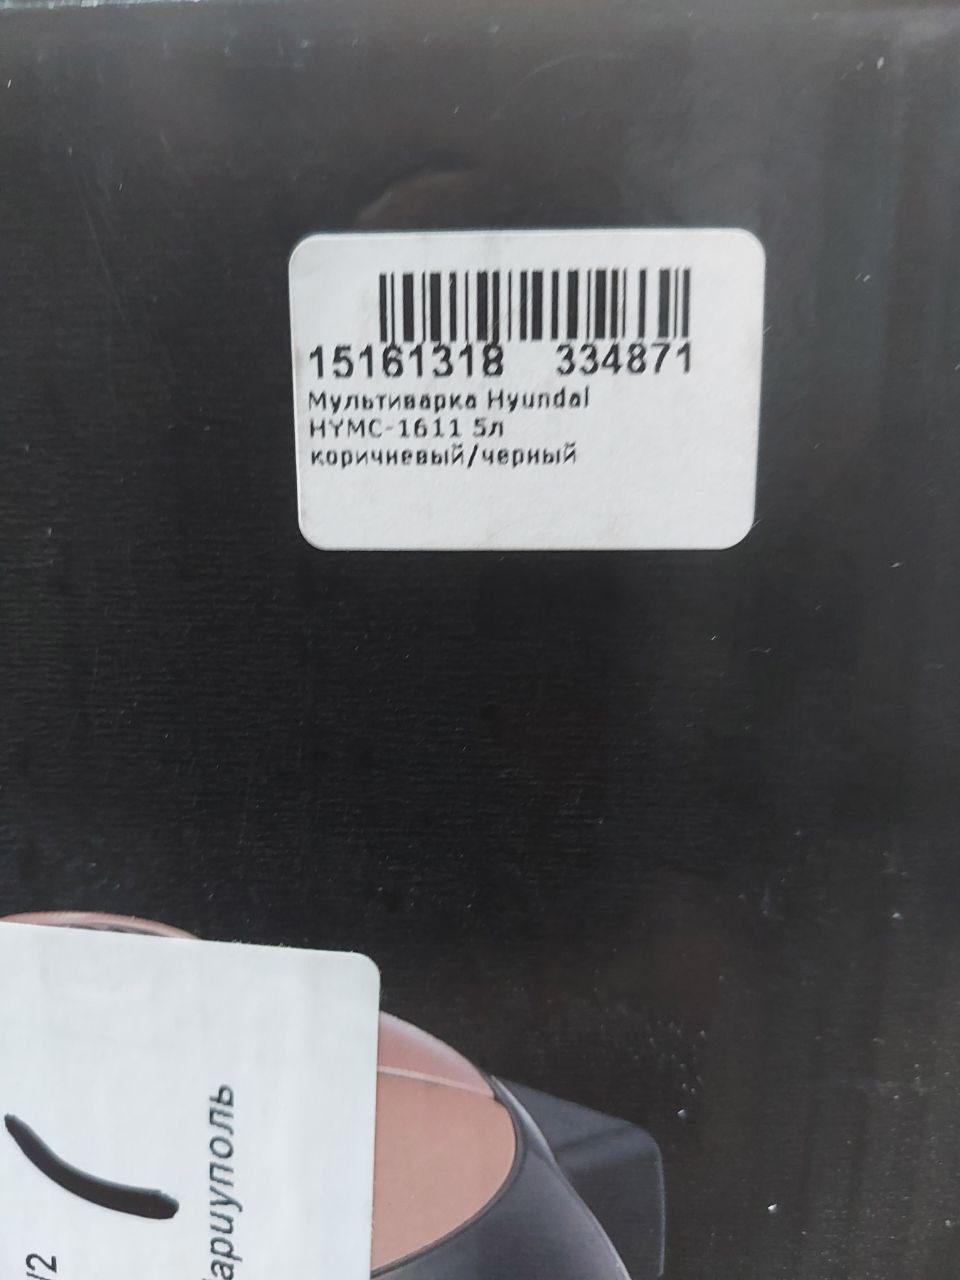 15161318 334871
Мультиварка Hyundai
HYMC-1611 5л
коричневый/черный
ариуполь